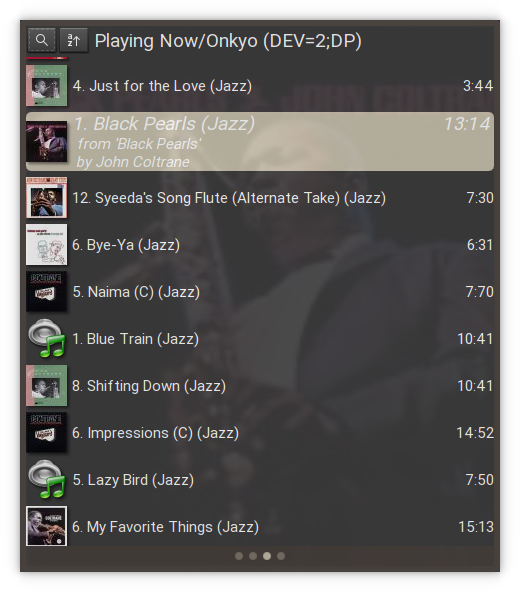 Playing Now/Onkyo (DEV=2;DP)
4. Just for the Love (Jazz) 3:44
1. Black Pearls (Jazz) 13:14
from 'Black Pearls'
by John Coltrane
12. Syeeda's Song Flute (Alternate Take) (Jazz) 7:30
6. Bye-Ya (Jazz) 6:31
5. Naima (C) (Jazz) 7:70
1. Blue Train (Jazz) 10:41
8. Shifting Down (Jazz) 10:41
6. Impressions (C) (Jazz) 14:52
5. Lazy Bird (Jazz) 7:50
6. My Favorite Things (Jazz) 15:13